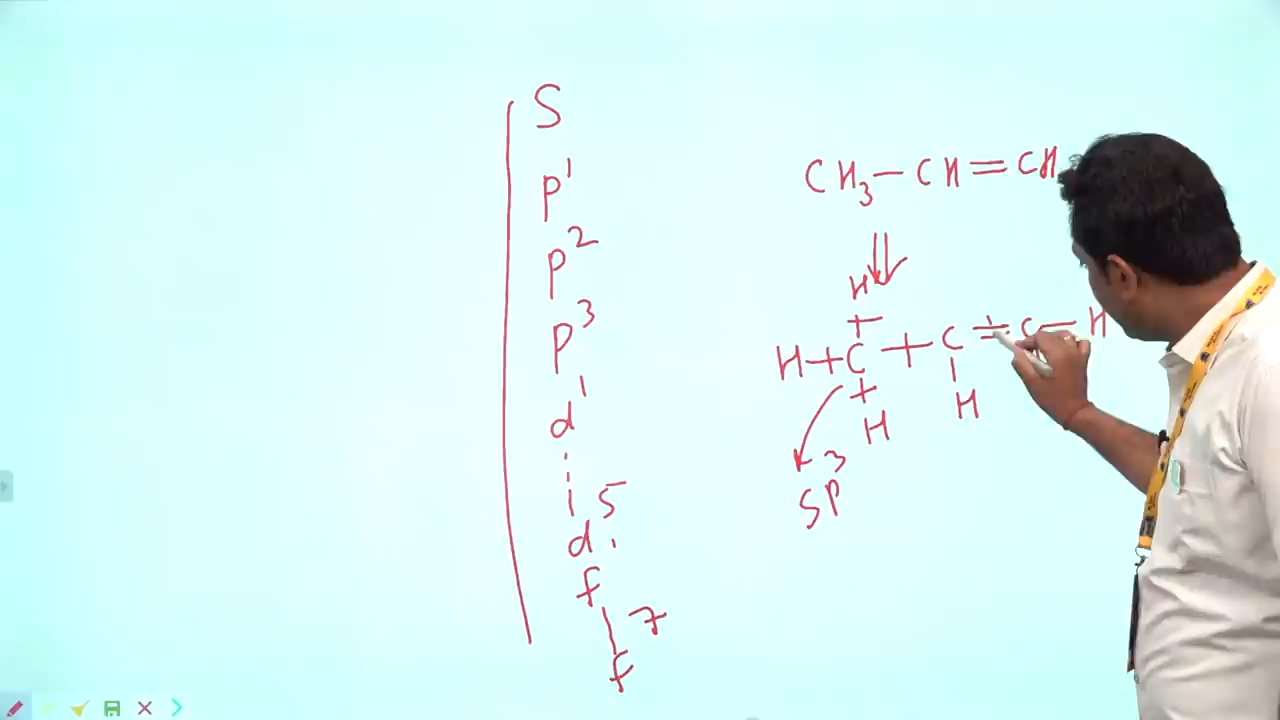 S
p¹
p²
p³
d¹
d⁵
f
f⁷
CH₃—CH=CH
H
H+C+C=C—H
H H
SP³